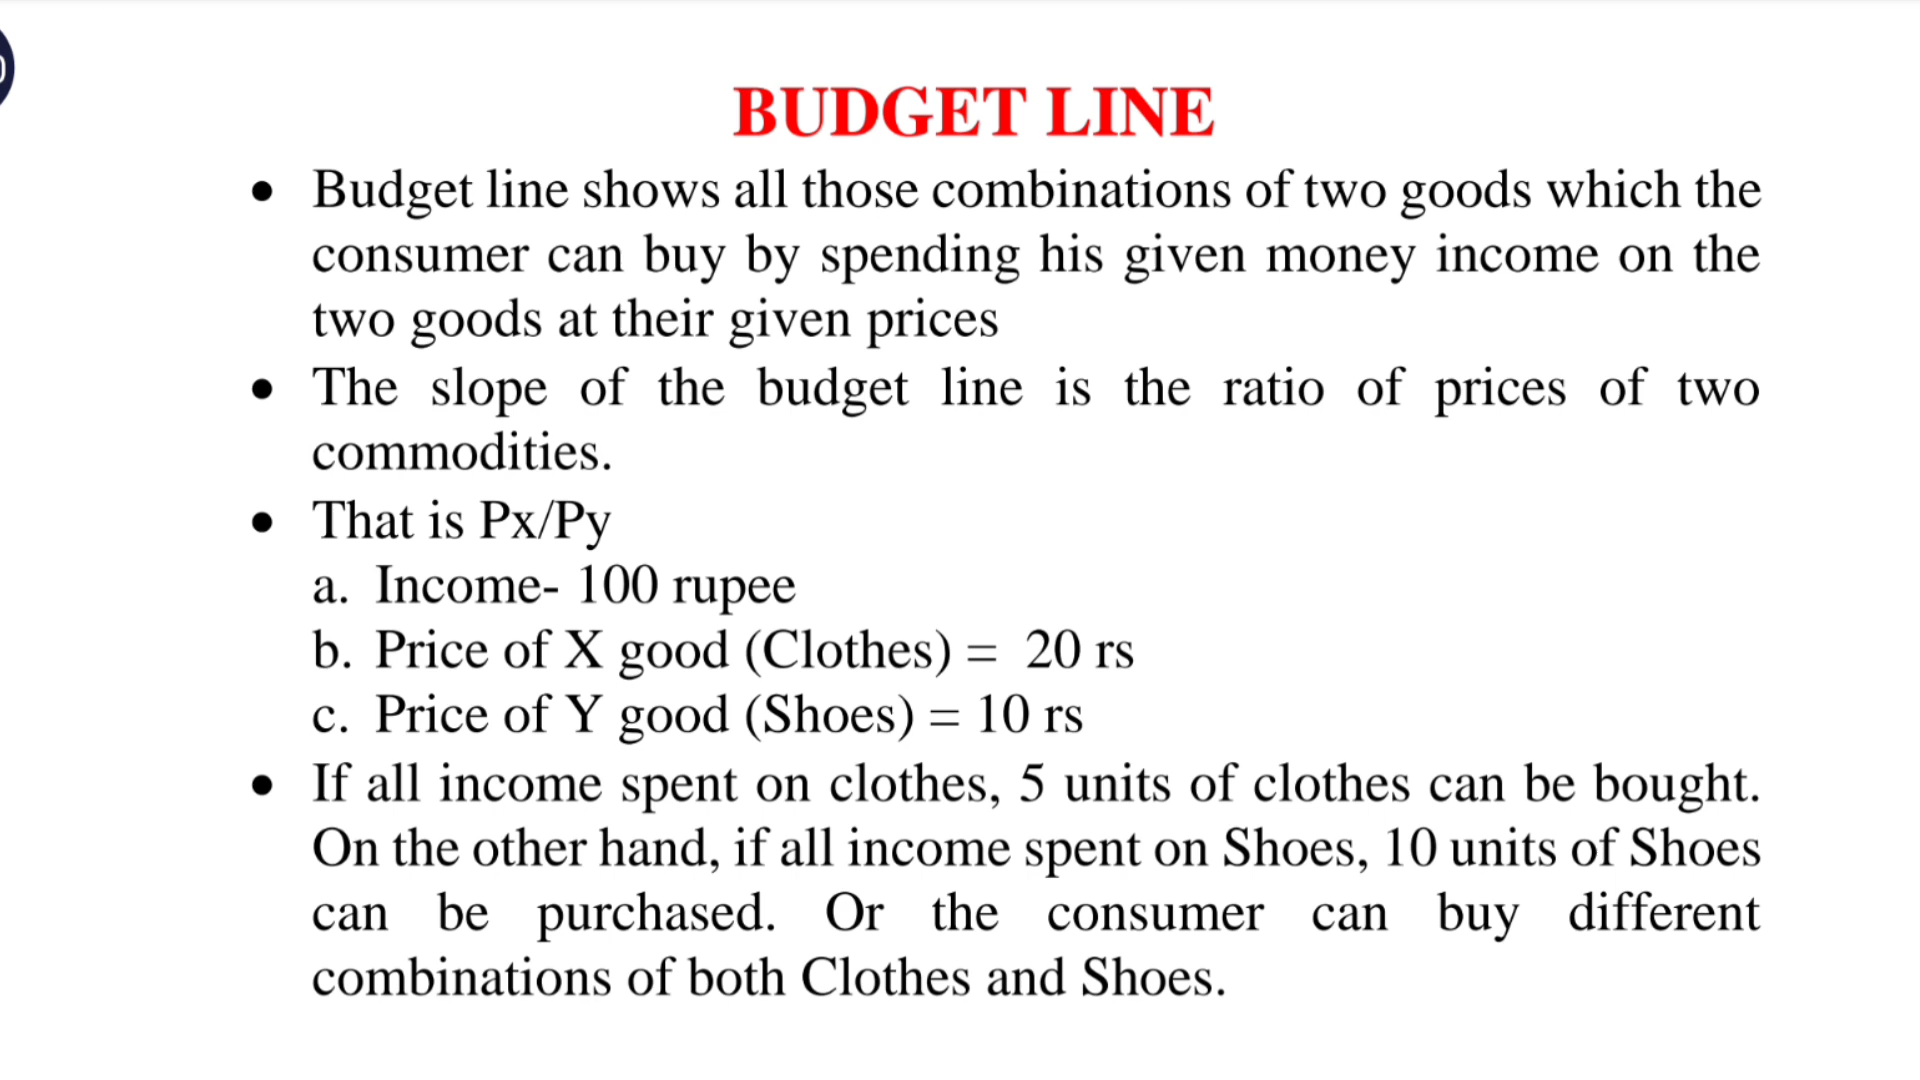 BUDGET LINE
• Budget line shows all those combinations of two goods which the
consumer can buy by spending his given money income on the
two goods at their given prices
• The slope of the budget line is the ratio of prices of two
commodities.
• That is Px/Py
a. Income- 100 rupee
b. Price of X good (Clothes) = 20 rs
c. Price of Y good (Shoes) = 10 rs
• If all income spent on clothes, 5 units of clothes can be bought.
On the other hand, if all income spent on Shoes, 10 units of Shoes
can be purchased. Or the consumer can buy different
combinations of both Clothes and Shoes.